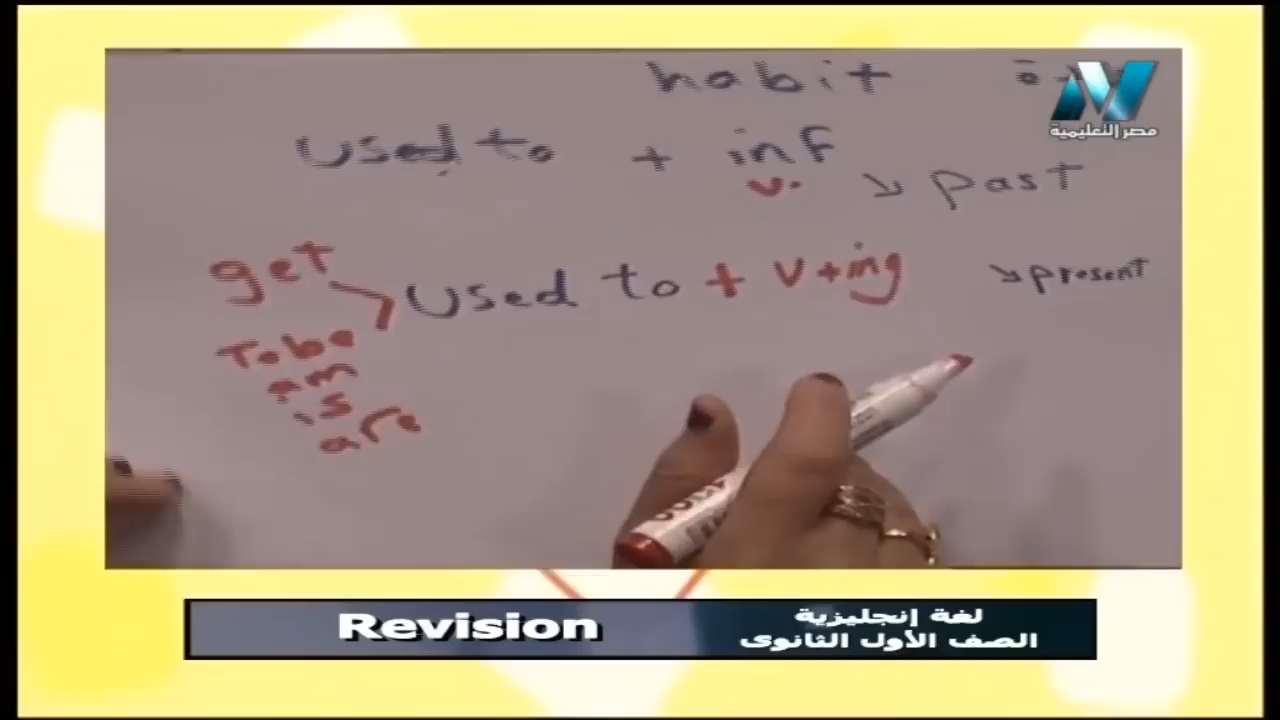 habit
مصر التعليمية
used to + inf
v. ↘ past
get
used to + v+ing ↘ present
To be
am
is
are
Revision
لغة إنجليزية
الصف الأول الثانوى